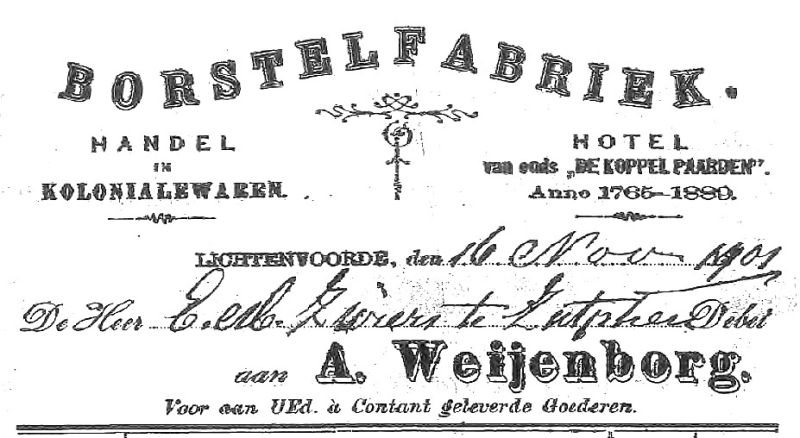 BORSTELFABRIEK.
HANDEL
IN
KOLONIALEWAREN.
HOTEL
van ouds „DE KOPPEL PAARDEN”.
Anno 1765-1889.
LICHTENVOORDE, den 16 Nov 1901
De Heer Zwiers te Zutphen Debet
aan A. Weijenborg.
Voor aan UEd. à Contant geleverde Goederen.